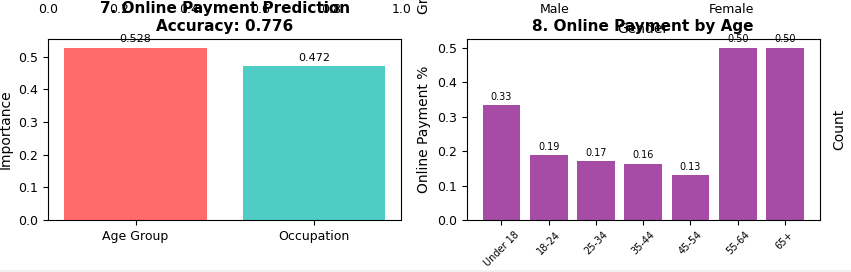 0.0 0.2 0.4 0.6 0.8 1.0
Male Female
Gender
7. Online Payment Prediction
Accuracy: 0.776
Importance
0.5
0.4
0.3
0.2
0.1
0.0
0.528
0.472
Age Group Occupation
8. Online Payment by Age
Online Payment %
0.5
0.4
0.3
0.2
0.1
0.0
0.33
0.19
0.17
0.16
0.13
0.50
0.50
Under 18
18-24
25-34
35-44
45-54
55-64
65+
Count